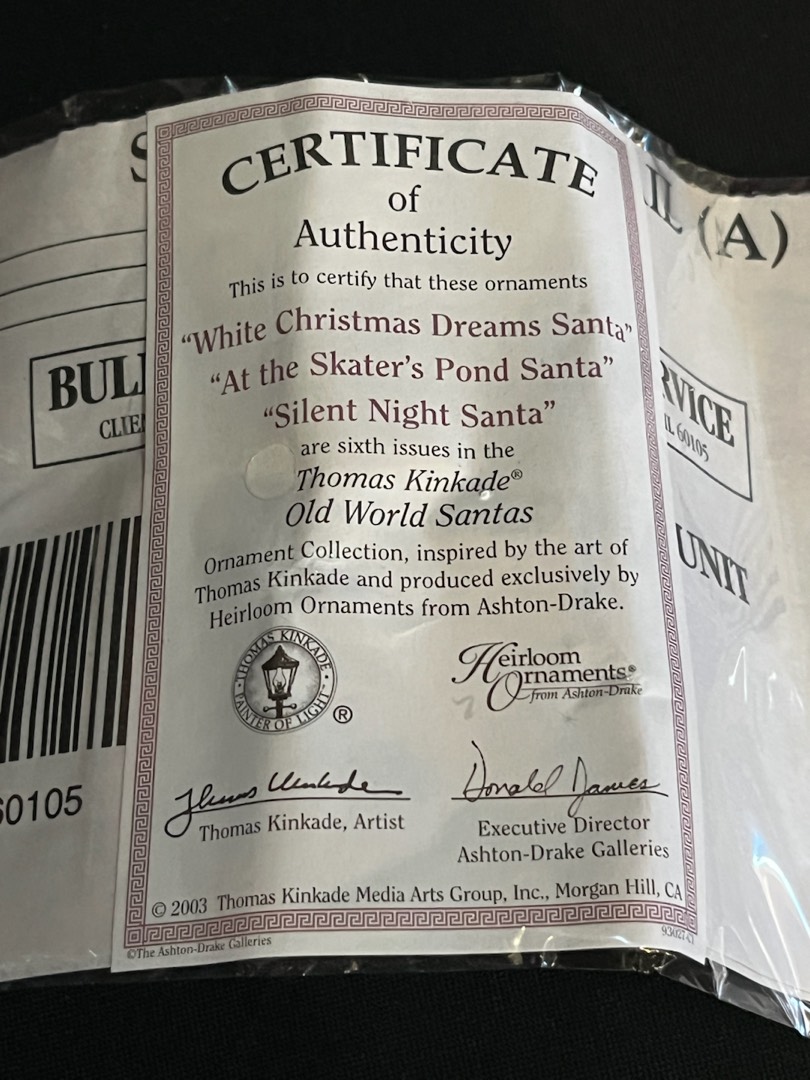 CERTIFICATE
of
Authenticity
This is to certify that these ornaments
“White Christmas Dreams Santa”
“At the Skater’s Pond Santa”
“Silent Night Santa”
are sixth issues in the
Thomas Kinkade®
Old World Santas
Ornament Collection, inspired by the art of
Thomas Kinkade and produced exclusively by
Heirloom Ornaments from Ashton-Drake.
THOMAS KINKADE
PAINTER OF LIGHT™
®
Heirloom
Ornaments®
from Ashton-Drake
Thomas Kinkade
Thomas Kinkade, Artist
Donald James
Executive Director
Ashton-Drake Galleries
© 2003 Thomas Kinkade Media Arts Group, Inc., Morgan Hill, CA
©The Ashton-Drake Galleries
S
IL (A)
BUL
CLIE
RVICE
IL 60105
UNIT
60105